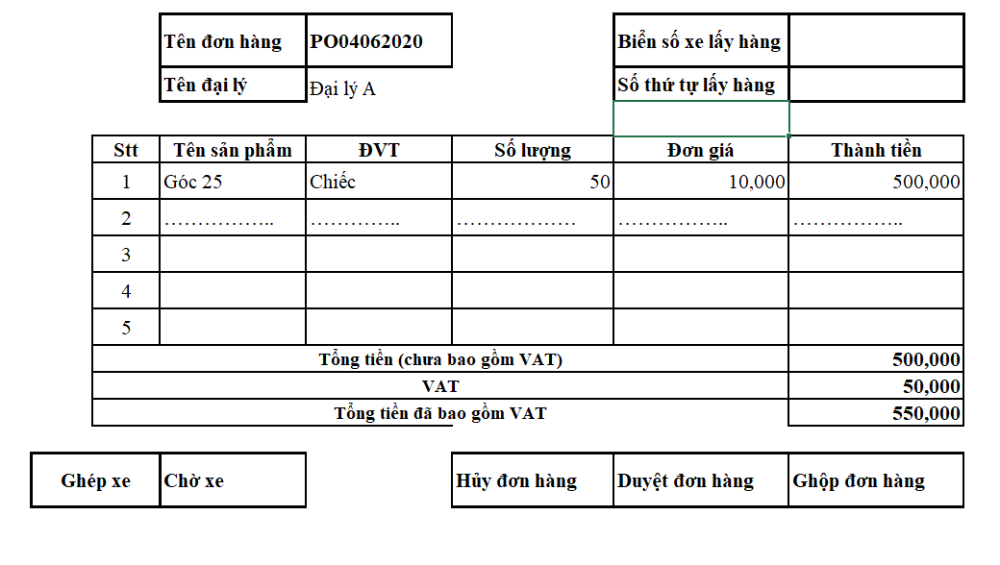 Tên đơn hàng PO04062020 Biển số xe lấy hàng
Tên đại lý Đại lý A Số thứ tự lấy hàng
Stt Tên sản phẩm ĐVT Số lượng Đơn giá Thành tiền
1 Góc 25 Chiếc 50 10,000 500,000
2 …………….. ………….. ……………… …………….. ……………..
3
4
5
Tổng tiền (chưa bao gồm VAT) 500,000
VAT 50,000
Tổng tiền đã bao gồm VAT 550,000
Ghép xe Chờ xe Hủy đơn hàng Duyệt đơn hàng Ghộp đơn hàng